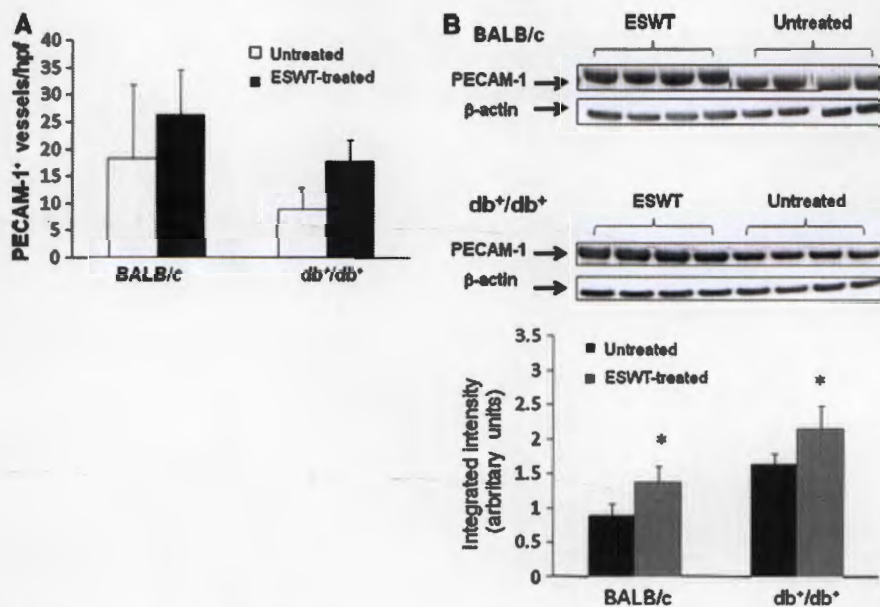 A
PECAM-1⁺ vessels/hpf
40
35
30
25
20
15
10
5
0
Untreated
ESWT-treated
BALB/c
db⁺/db⁺
B
BALB/c
ESWT
Untreated
PECAM-1
β-actin
db⁺/db⁺
ESWT
Untreated
PECAM-1
β-actin
Integrated intensity
(arbritary units)
3.5
3
2.5
2
1.5
1
0.5
0
Untreated
ESWT-treated
*
*
BALB/c
db⁺/db⁺